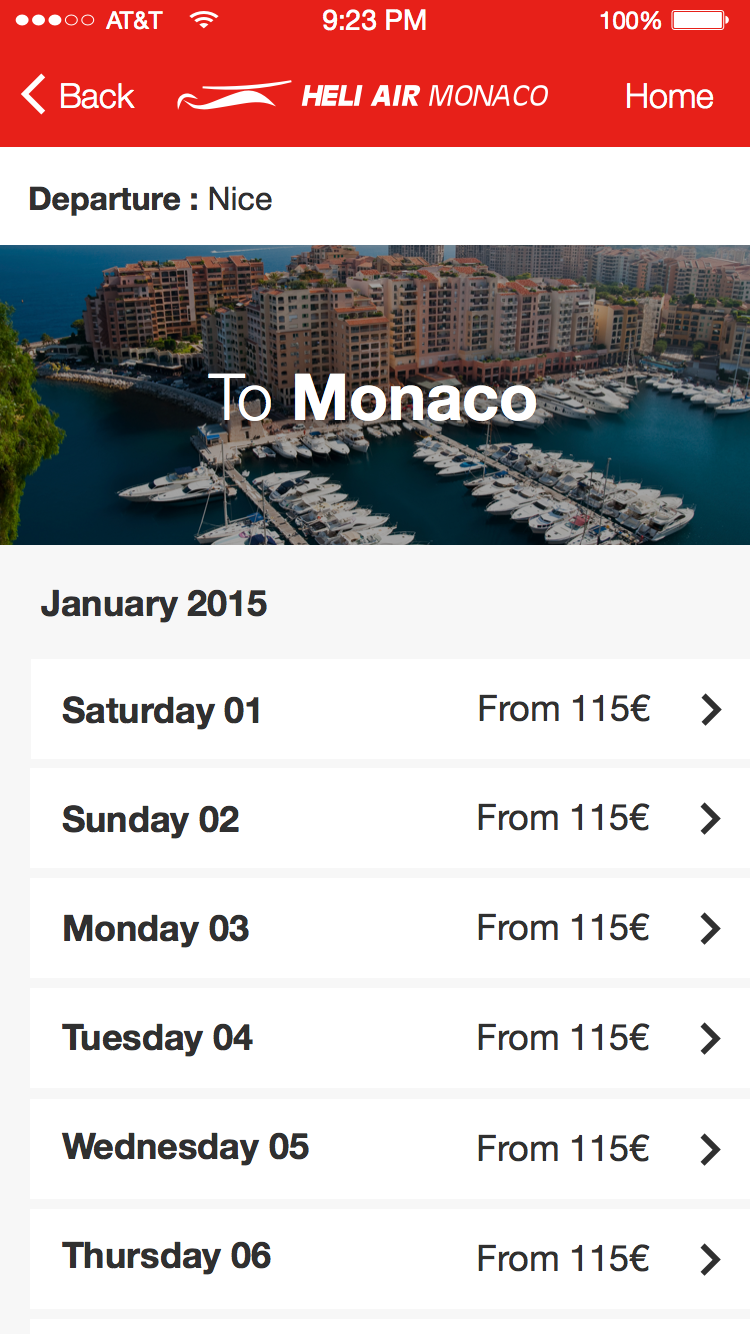 AT&T 9:23 PM 100%
Back HELI AIR MONACO Home
Departure : Nice
To Monaco
January 2015
Saturday 01 From 115€
Sunday 02 From 115€
Monday 03 From 115€
Tuesday 04 From 115€
Wednesday 05 From 115€
Thursday 06 From 115€